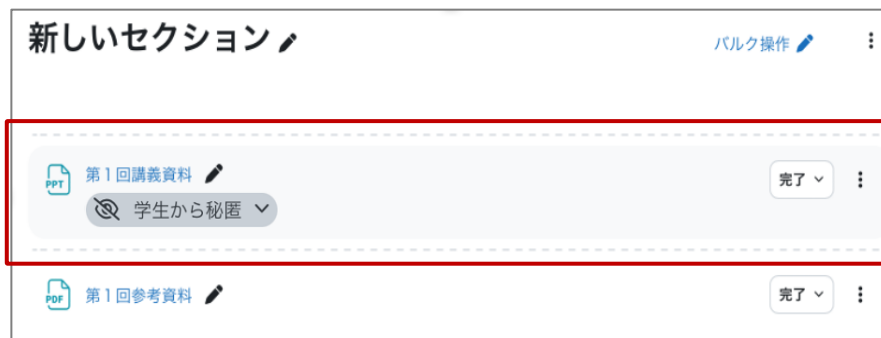 新しいセクション
バルク操作
PPT
第1回講義資料
完了
学生から秘匿
PDF
第1回参考資料
完了